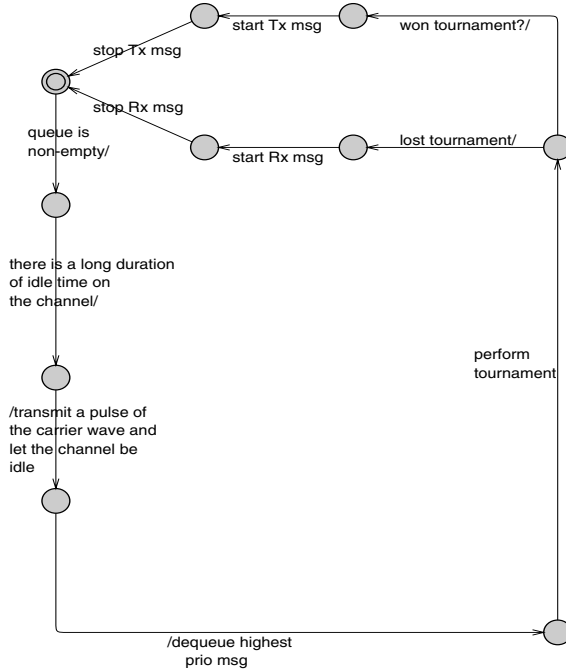 won tournament?/
start Tx msg
stop Tx msg
stop Rx msg
start Rx msg
lost tournament/
queue is
non-empty/
there is a long duration
of idle time on
the channel/
perform
tournament
/transmit a pulse of
the carrier wave and
let the channel be
idle
/dequeue highest
prio msg